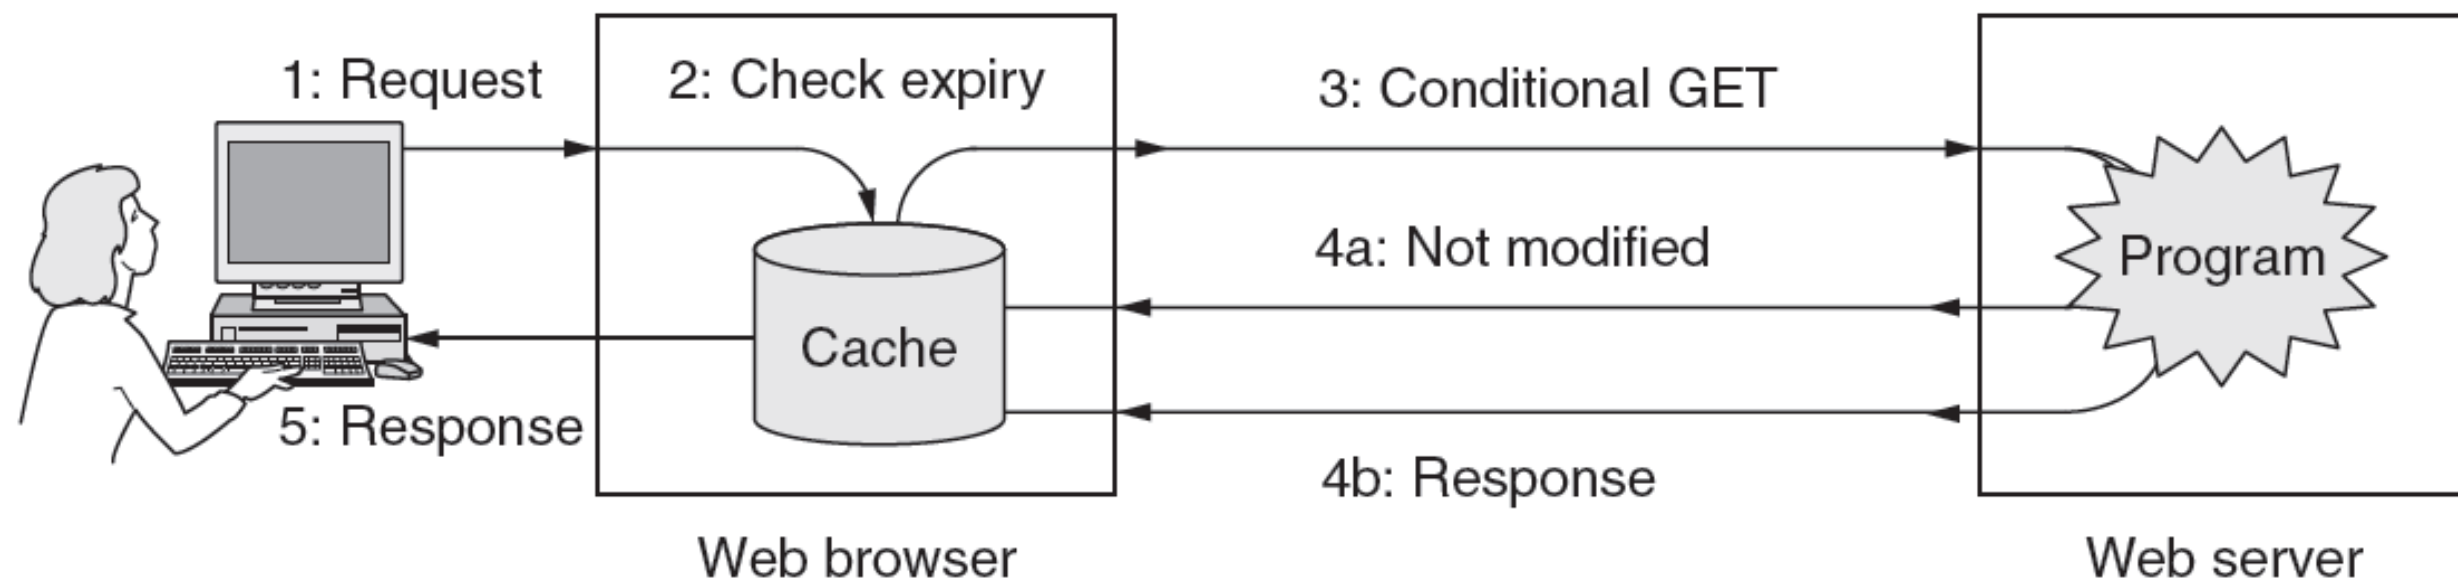 1: Request
2: Check expiry
3: Conditional GET
4a: Not modified
Program
Cache
5: Response
4b: Response
Web browser
Web server